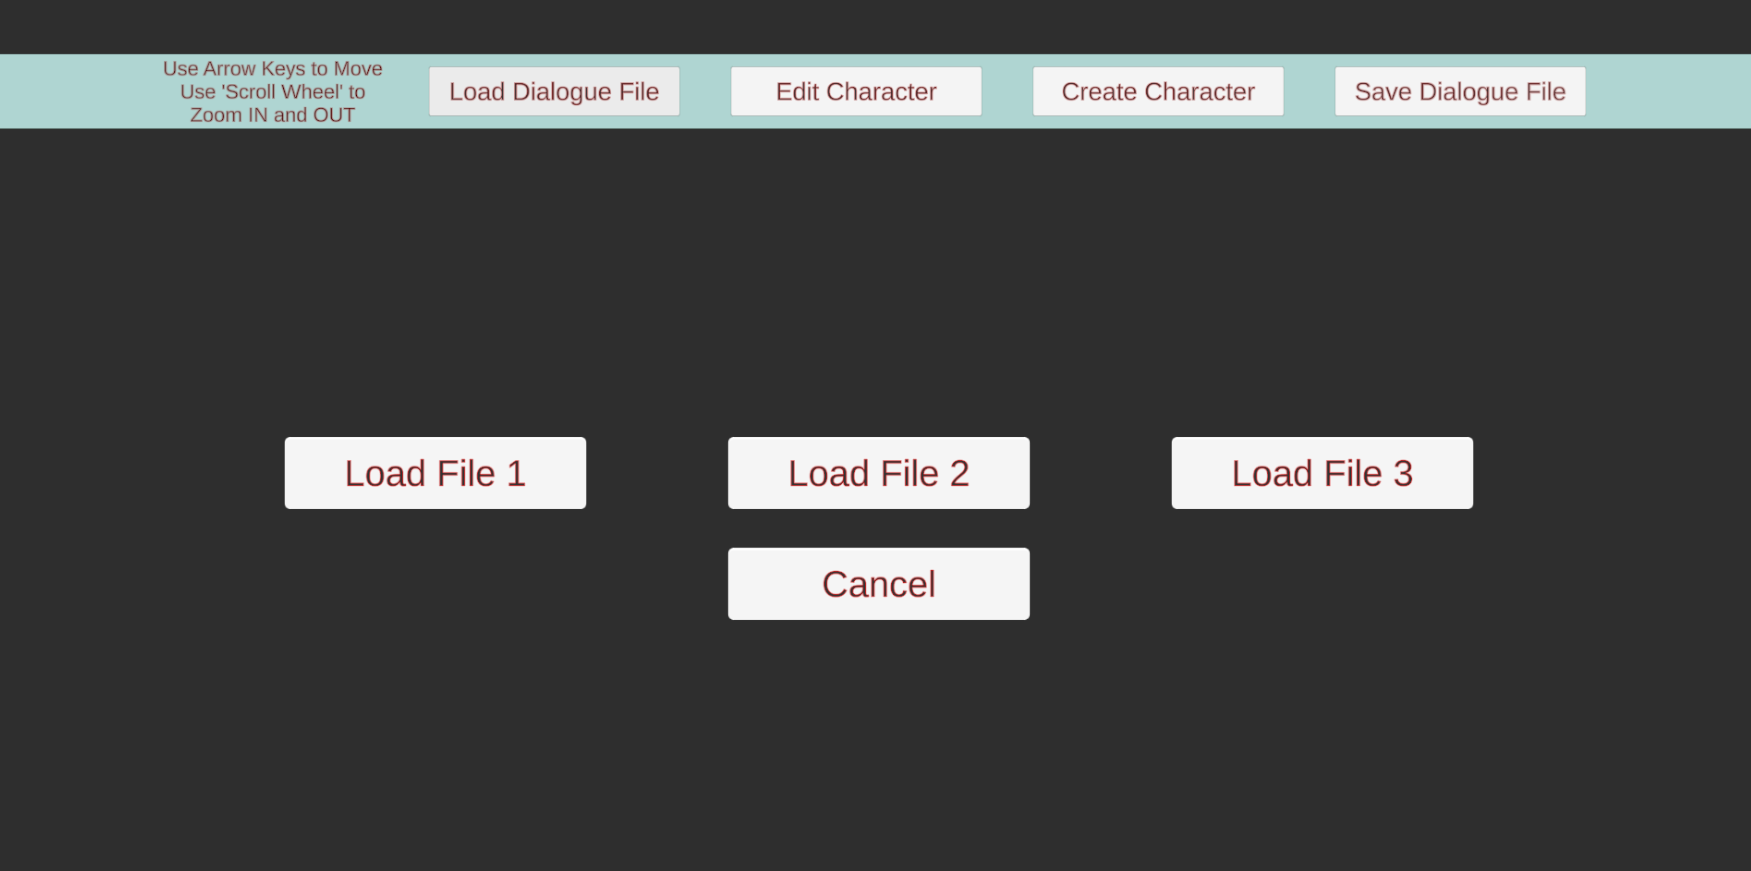 Use Arrow Keys to Move
Use 'Scroll Wheel' to
Zoom IN and OUT
Load Dialogue File
Edit Character
Create Character
Save Dialogue File
Load File 1
Load File 2
Load File 3
Cancel